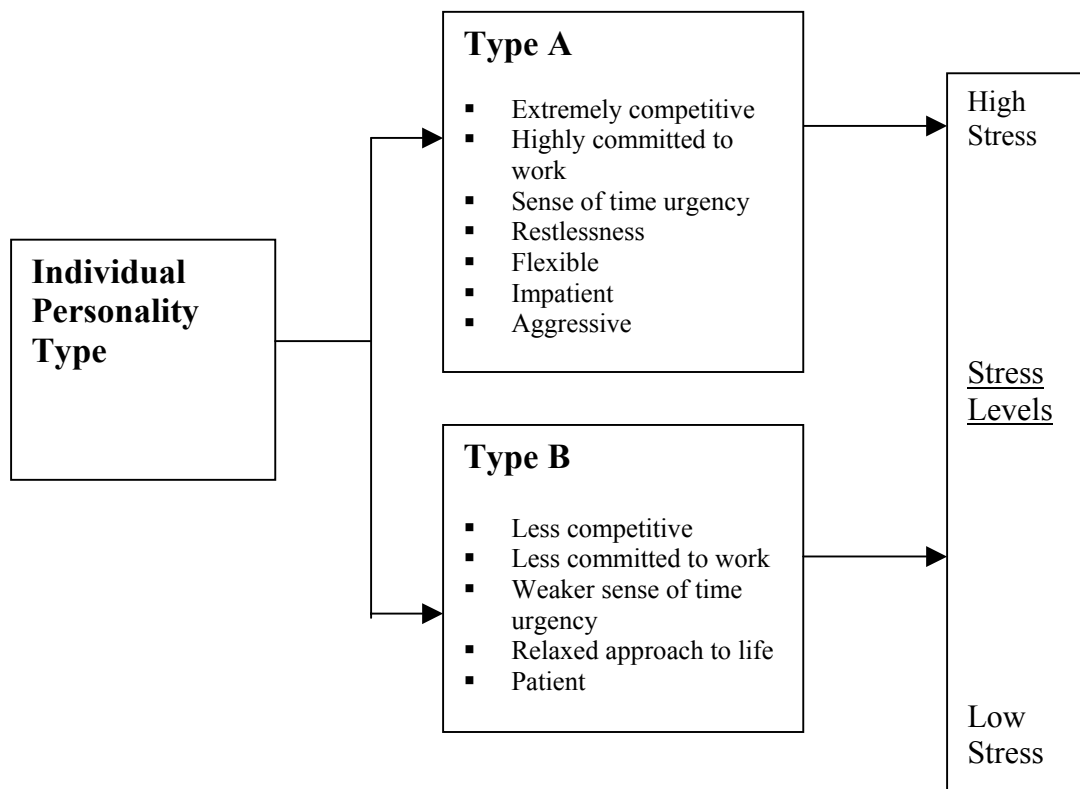 Individual
Personality
Type
Type A
▪ Extremely competitive
▪ Highly committed to
work
▪ Sense of time urgency
▪ Restlessness
▪ Flexible
▪ Impatient
▪ Aggressive
Type B
▪ Less competitive
▪ Less committed to work
▪ Weaker sense of time
urgency
▪ Relaxed approach to life
▪ Patient
High
Stress
Stress
Levels
Low
Stress